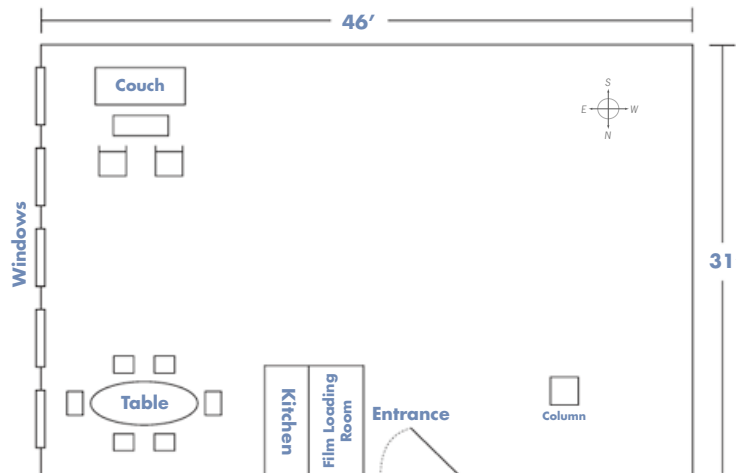 46’
Couch
S
E
W
N
Windows
31
Table
Kitchen
Film Loading
Room
Entrance
Column